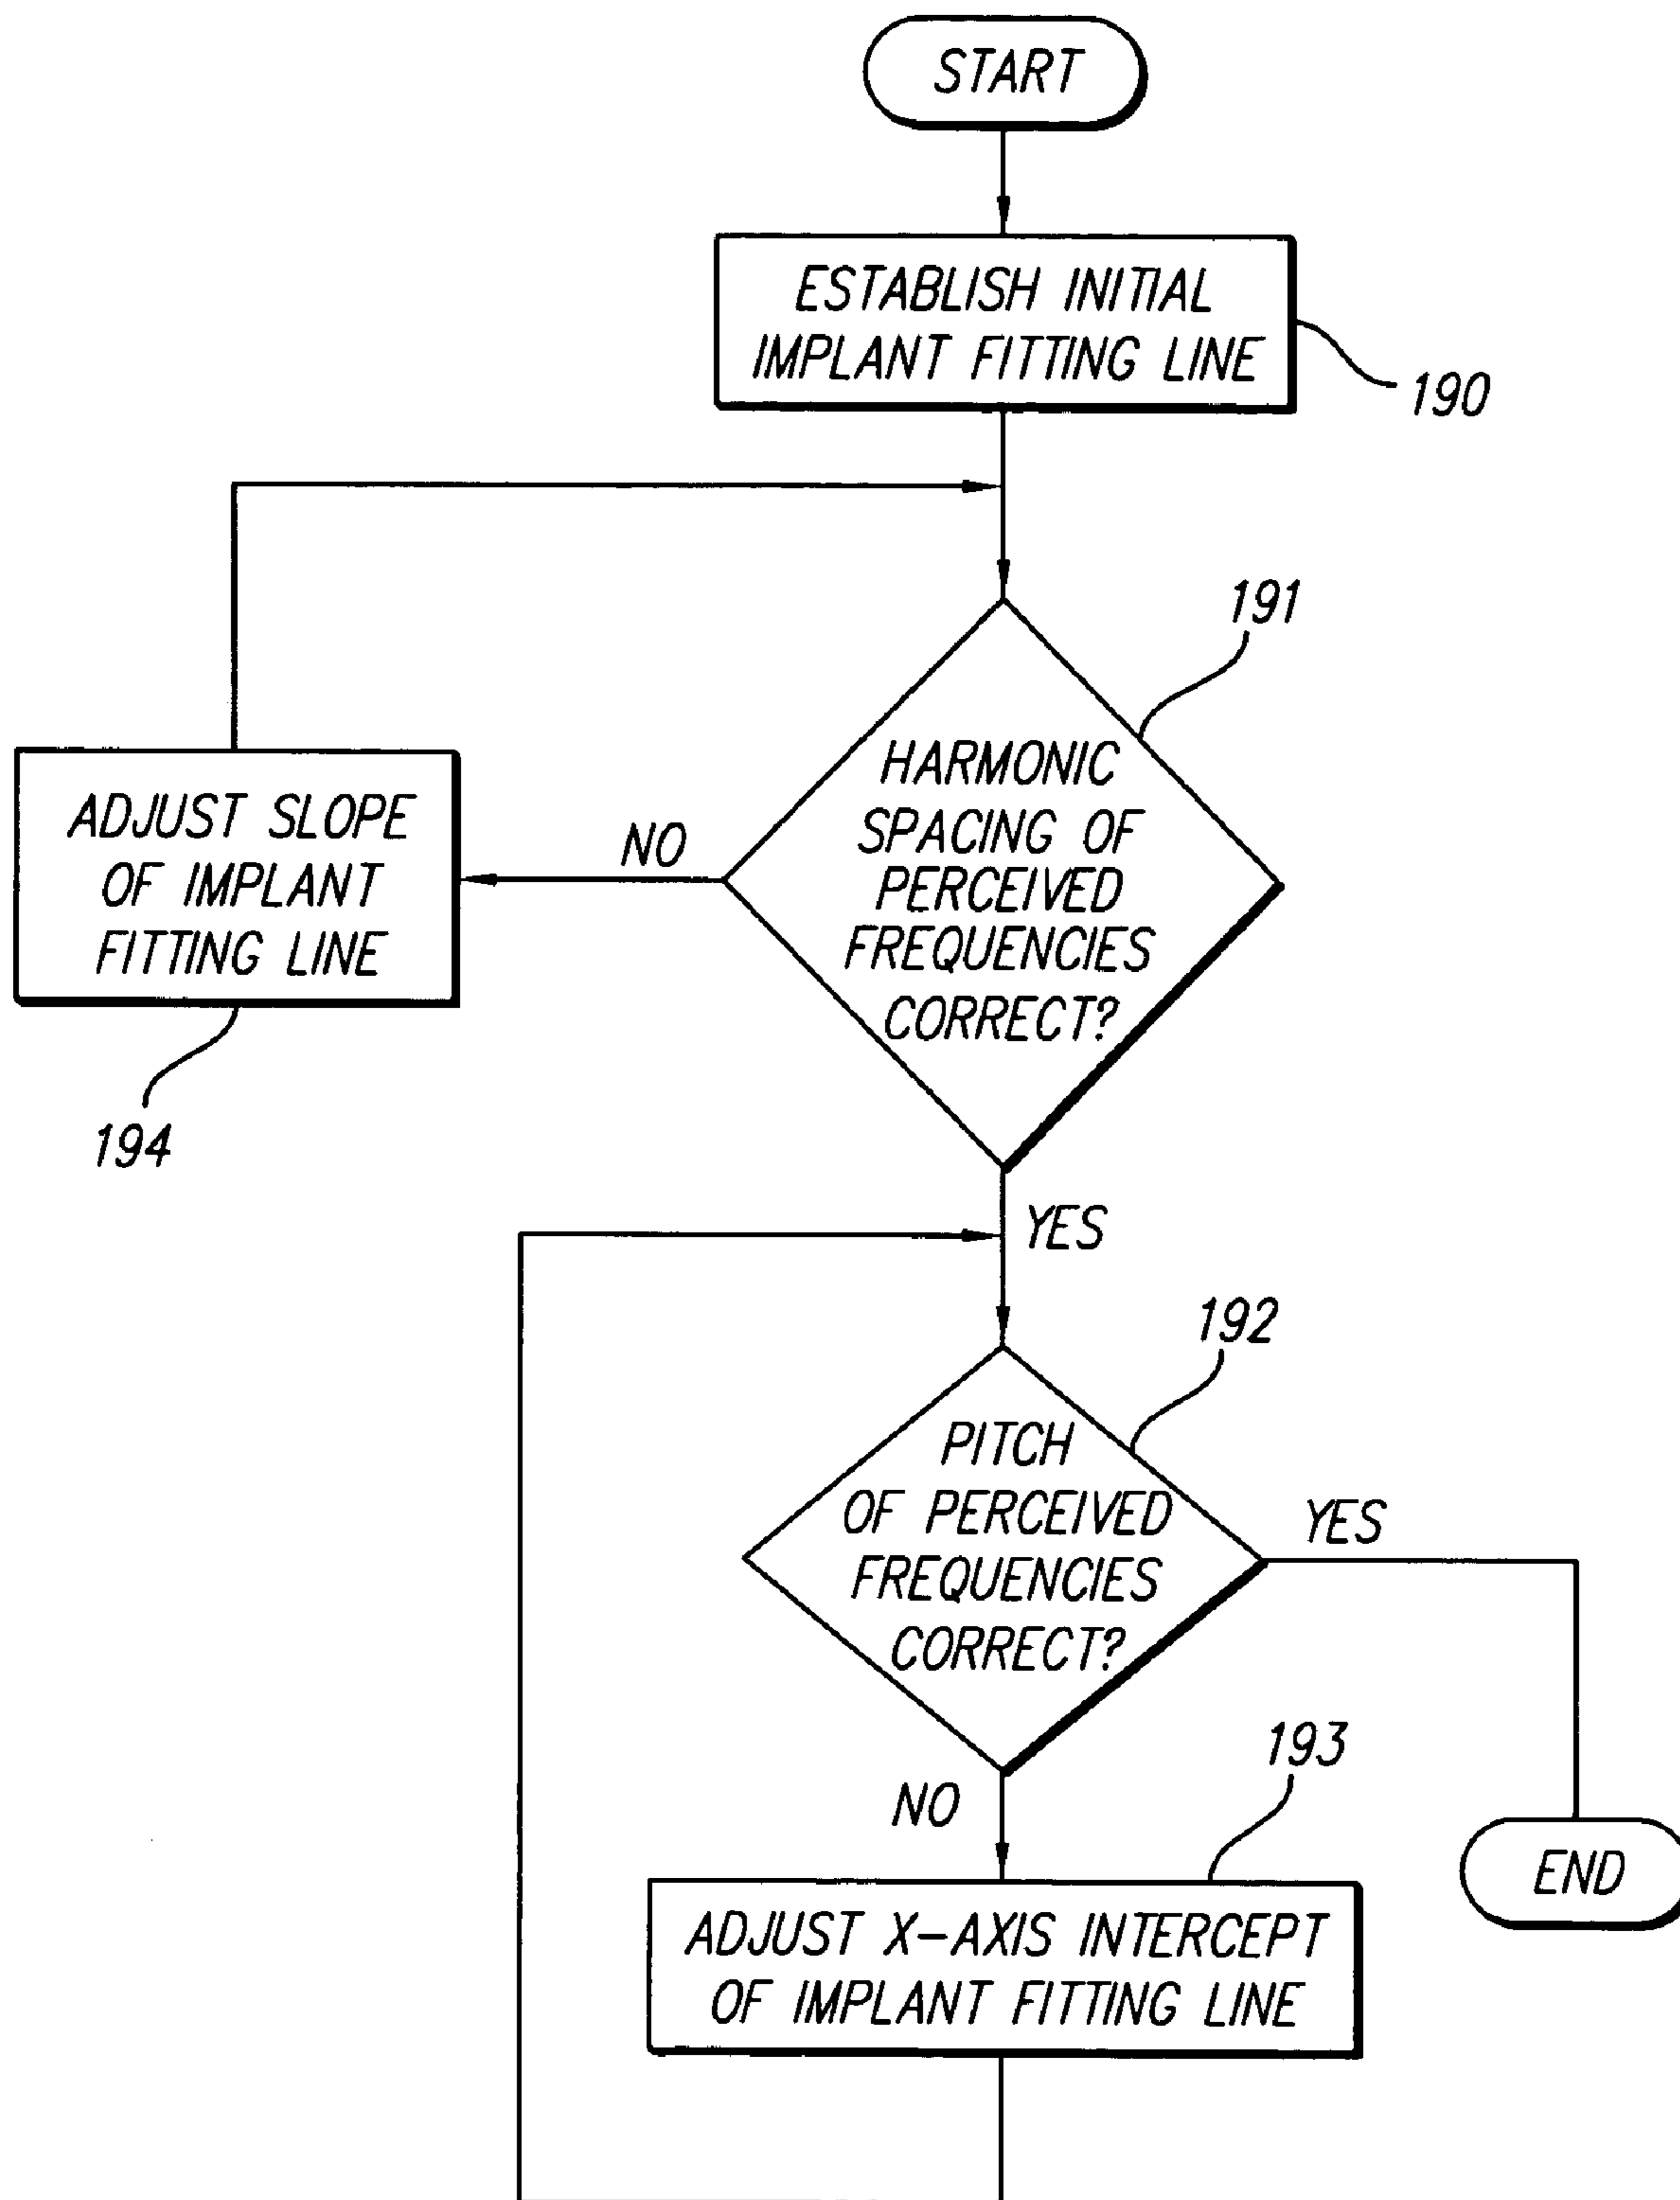 START
ESTABLISH INITIAL
IMPLANT FITTING LINE
190
191
HARMONIC
SPACING OF
PERCEIVED
FREQUENCIES
CORRECT?
NO
ADJUST SLOPE
OF IMPLANT
FITTING LINE
194
YES
192
PITCH
OF PERCEIVED
FREQUENCIES
CORRECT?
YES
NO
193
END
ADJUST X-AXIS INTERCEPT
OF IMPLANT FITTING LINE